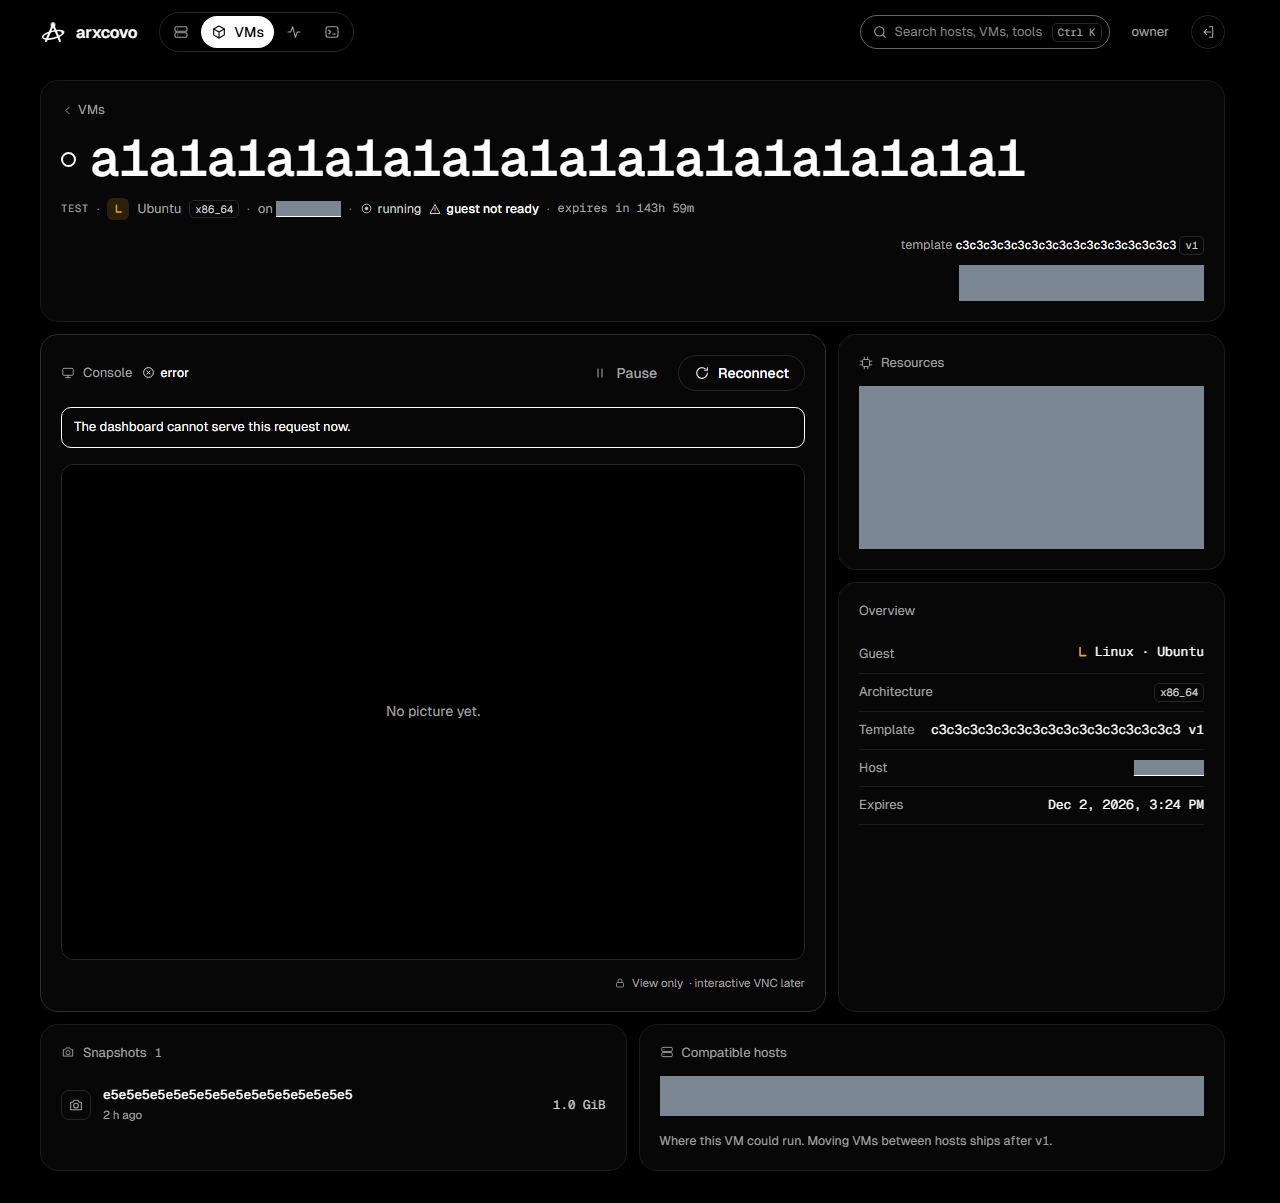 arxcovo
VMs
Search hosts, VMs, tools Ctrl K
owner
VMs
a1a1a1a1a1a1a1a1a1a1a1a1a1a1a1a1
TEST · L Ubuntu x86_64 · on · running guest not ready · expires in 143h 59m
template c3c3c3c3c3c3c3c3c3c3c3c3c3c3c3c3 v1
Console error
Pause
Reconnect
The dashboard cannot serve this request now.
No picture yet.
View only · interactive VNC later
Resources
Overview
Guest L Linux · Ubuntu
Architecture x86_64
Template c3c3c3c3c3c3c3c3c3c3c3c3c3c3c3c3 v1
Host
Expires Dec 2, 2026, 3:24 PM
Snapshots 1
e5e5e5e5e5e5e5e5e5e5e5e5e5e5e5e5
2 h ago
1.0 GiB
Compatible hosts
Where this VM could run. Moving VMs between hosts ships after v1.